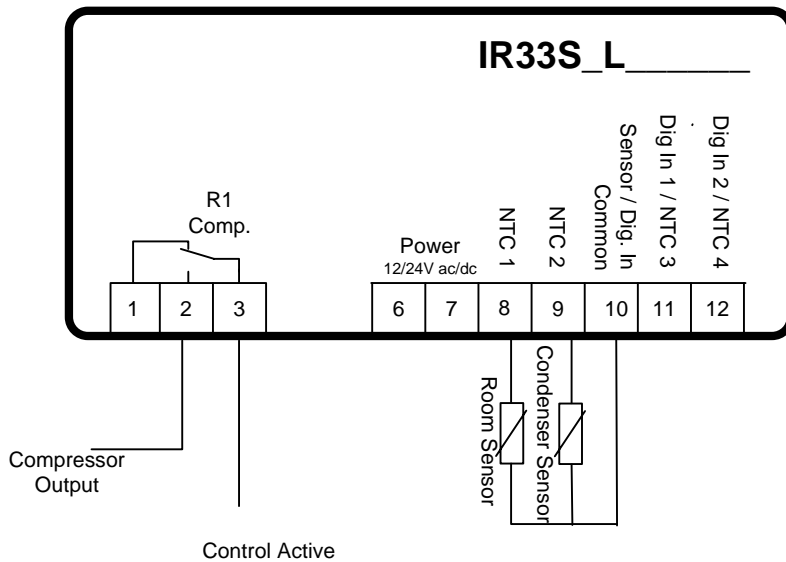 IR33S_L______
R1
Comp.
Power
12/24V ac/dc
NTC 1
NTC 2
Sensor / Dig. In
Common
Dig In 1 / NTC 3
Dig In 2 / NTC 4
1 2 3 6 7 8 9 10 11 12
Room Sensor
Condenser Sensor
Compressor
Output
Control Active